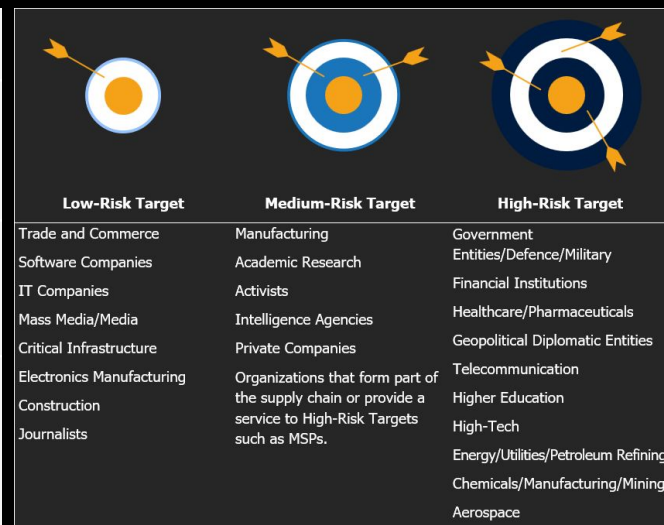 Low-Risk Target
Trade and Commerce
Software Companies
IT Companies
Mass Media/Media
Critical Infrastructure
Electronics Manufacturing
Construction
Journalists
Medium-Risk Target
Manufacturing
Academic Research
Activists
Intelligence Agencies
Private Companies
Organizations that form part of
the supply chain or provide a
service to High-Risk Targets
such as MSPs.
High-Risk Target
Government
Entities/Defence/Military
Financial Institutions
Healthcare/Pharmaceuticals
Geopolitical Diplomatic Entities
Telecommunication
Higher Education
High-Tech
Energy/Utilities/Petroleum Refining
Chemicals/Manufacturing/Mining
Aerospace